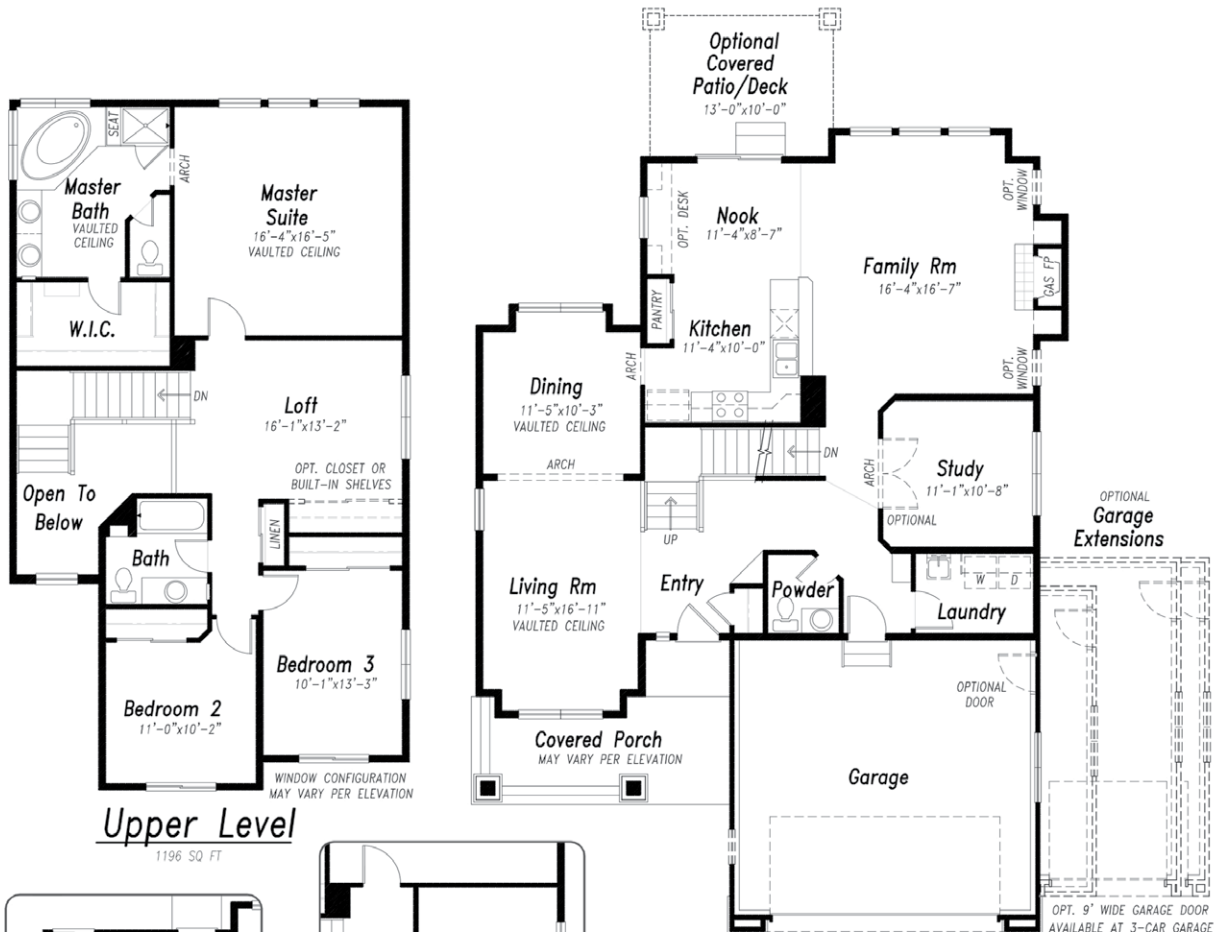 SEAT
ARCH
Master
Bath
VAULTED
CEILING
Master
Suite
16'-4"x16'-5"
VAULTED CEILING
W.I.C.
DN
Loft
16'-1"x13'-2"
OPT. CLOSET OR
BUILT-IN SHELVES
Open To
Below
LINEN
Bath
Bedroom 3
10'-1"x13'-3"
Bedroom 2
11'-0"x10'-2"
WINDOW CONFIGURATION
MAY VARY PER ELEVATION
Upper Level
1196 SQ FT
Optional
Covered
Patio/Deck
13'-0"x10'-0"
OPT. DESK
Nook
11'-4"x8'-7"
OPT.
WINDOW
Family Rm
16'-4"x16'-7"
GAS FP
PANTRY
Kitchen
11'-4"x10'-0"
OPT.
WINDOW
ARCH
Dining
11'-5"x10'-3"
VAULTED CEILING
ARCH
DN
UP
ARCH
Study
11'-1"x10'-8"
OPTIONAL
OPTIONAL
Garage
Extensions
Living Rm
11'-5"x16'-11"
VAULTED CEILING
Entry
Powder
W
D
Laundry
OPTIONAL
DOOR
Covered Porch
MAY VARY PER ELEVATION
Garage
OPT. 9' WIDE GARAGE DOOR
AVAILABLE AT 3-CAR GARAGE